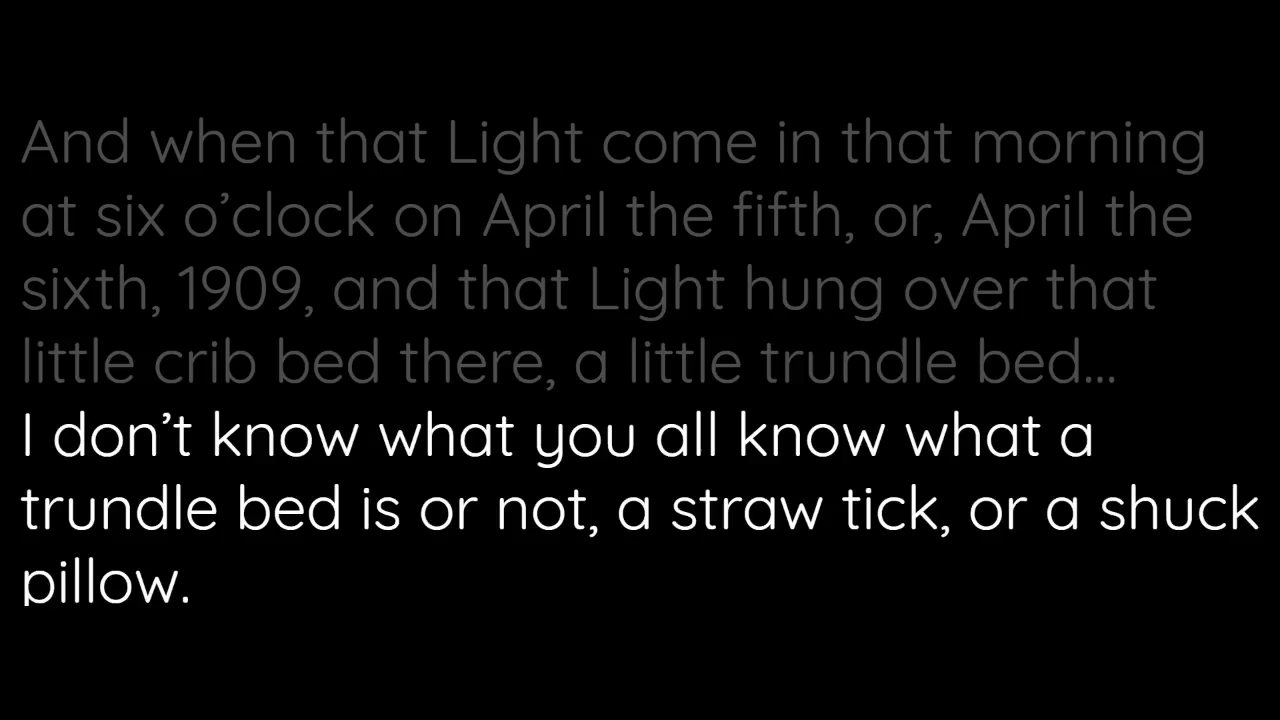 And when that Light come in that morning
at six o’clock on April the fifth, or, April the
sixth, 1909, and that Light hung over that
little crib bed there, a little trundle bed...
I don’t know what you all know what a
trundle bed is or not, a straw tick, or a shuck
pillow.